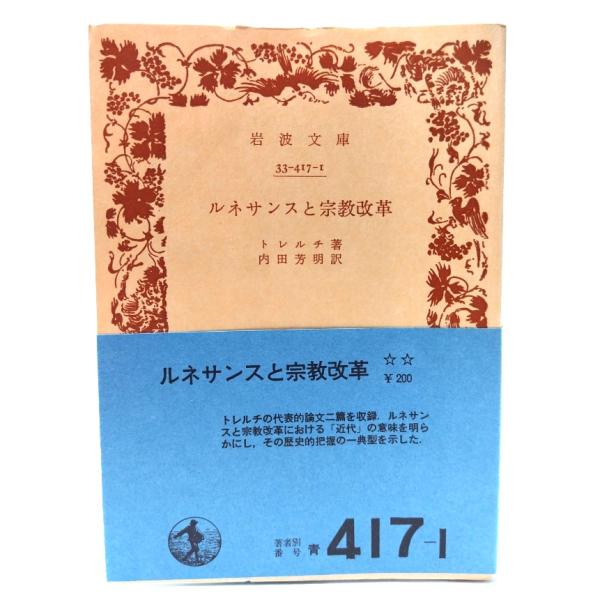 岩波文庫
33-417-1
ルネサンスと宗教改革
トレルチ著
内田芳明訳
ルネサンスと宗教改革 ☆☆
¥200
トレルチの代表的論文二篇を収録．ルネサン
スと宗教改革における「近代」の意味を明ら
かにし，その歴史的把握の一典型を示した．
著者別
番号 青 417-1